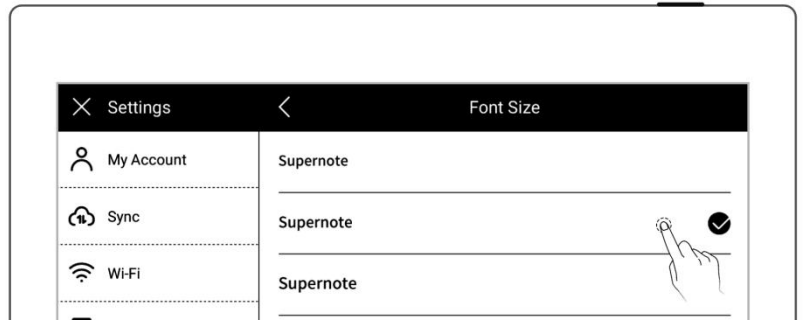 Settings
Font Size
My Account
Supernote
Sync
Supernote
Wi-Fi
Supernote